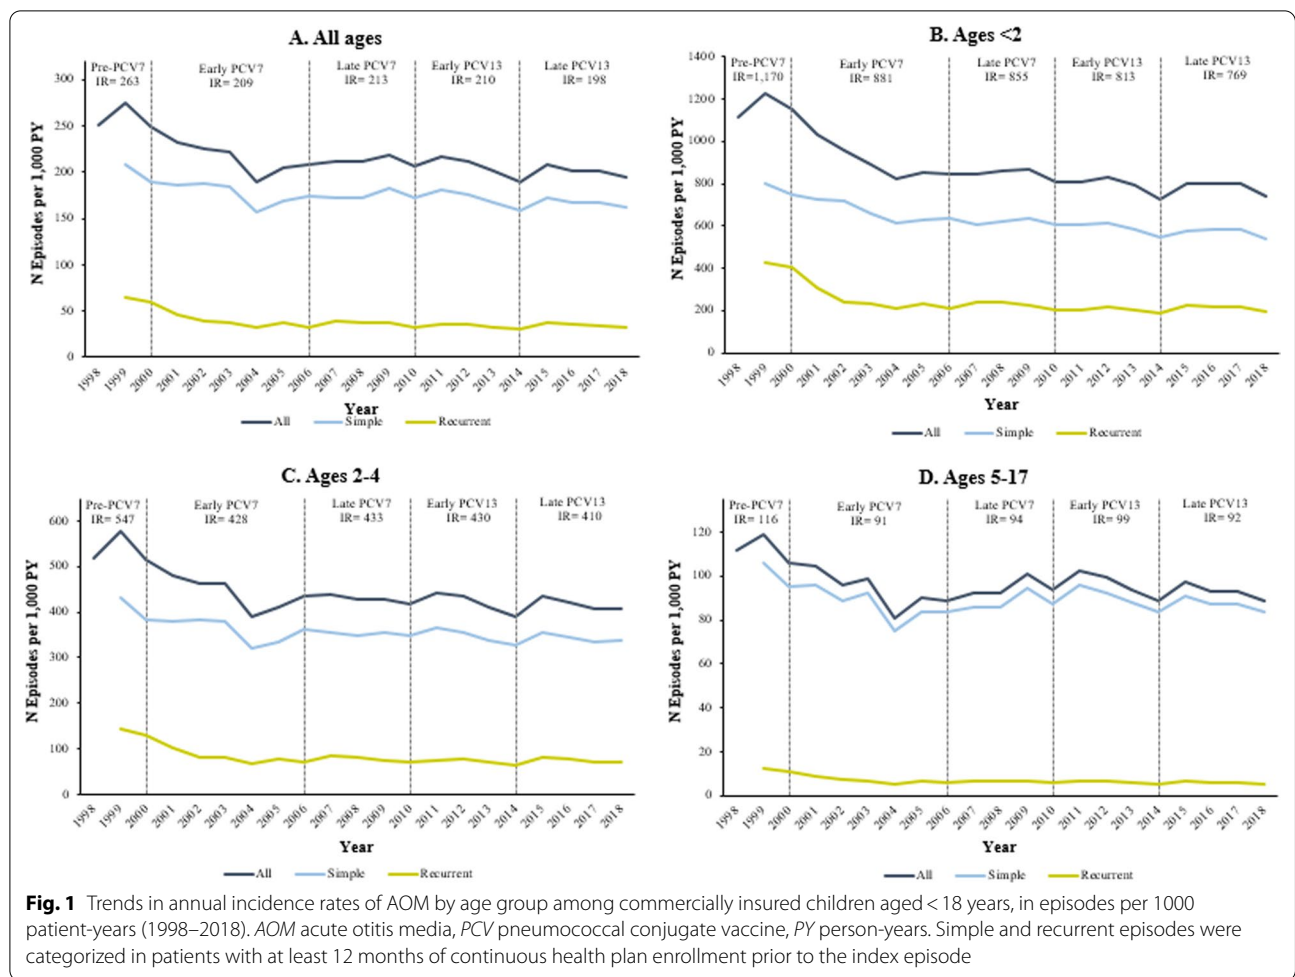 A. All ages
Pre-PCV7
IR= 263
Early PCV7
IR= 209
Late PCV7
IR= 213
Early PCV13
IR= 210
Late PCV13
IR= 198
N Episodes per 1,000 PY
300
250
200
150
100
50
0
1998 1999 2000 2001 2002 2003 2004 2005 2006 2007 2008 2009 2010 2011 2012 2013 2014 2015 2016 2017 2018
Year
All Simple Recurrent
B. Ages <2
Pre-PCV7
IR=1,170
Early PCV7
IR= 881
Late PCV7
IR= 855
Early PCV13
IR= 813
Late PCV13
IR= 769
N Episodes per 1,000 PY
1400
1200
1000
800
600
400
200
0
1998 1999 2000 2001 2002 2003 2004 2005 2006 2007 2008 2009 2010 2011 2012 2013 2014 2015 2016 2017 2018
Year
All Simple Recurrent
C. Ages 2-4
Pre-PCV7
IR= 547
Early PCV7
IR= 428
Late PCV7
IR= 433
Early PCV13
IR= 430
Late PCV13
IR= 410
N Episodes per 1,000 PY
600
500
400
300
200
100
0
1998 1999 2000 2001 2002 2003 2004 2005 2006 2007 2008 2009 2010 2011 2012 2013 2014 2015 2016 2017 2018
Year
All Simple Recurrent
D. Ages 5-17
Pre-PCV7
IR= 116
Early PCV7
IR= 91
Late PCV7
IR= 94
Early PCV13
IR= 99
Late PCV13
IR= 92
N Episodes per 1,000 PY
120
100
80
60
40
20
0
1998 1999 2000 2001 2002 2003 2004 2005 2006 2007 2008 2009 2010 2011 2012 2013 2014 2015 2016 2017 2018
Year
All Simple Recurrent
Fig. 1 Trends in annual incidence rates of AOM by age group among commercially insured children aged < 18 years, in episodes per 1000
patient-years (1998–2018). AOM acute otitis media, PCV pneumococcal conjugate vaccine, PY person-years. Simple and recurrent episodes were
categorized in patients with at least 12 months of continuous health plan enrollment prior to the index episode